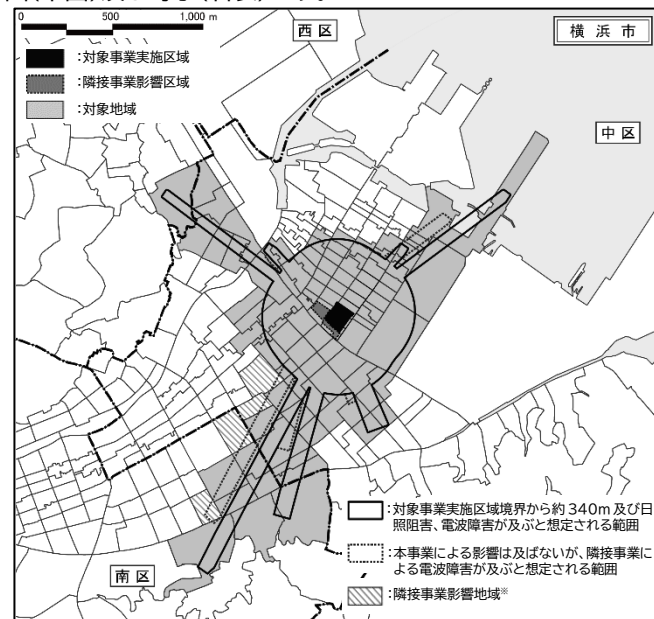 0 500 1,000 m
西区
横浜市
:対象事業実施区域
:隣接事業影響区域
:対象地域
中区
:対象事業実施区域境界から約 340m 及び日
照阻害、電波障害が及ぶと想定される範囲
:本事業による影響は及ばないが、隣接事業に
よる電波障害が及ぶと想定される範囲
:隣接事業影響地域※
南区